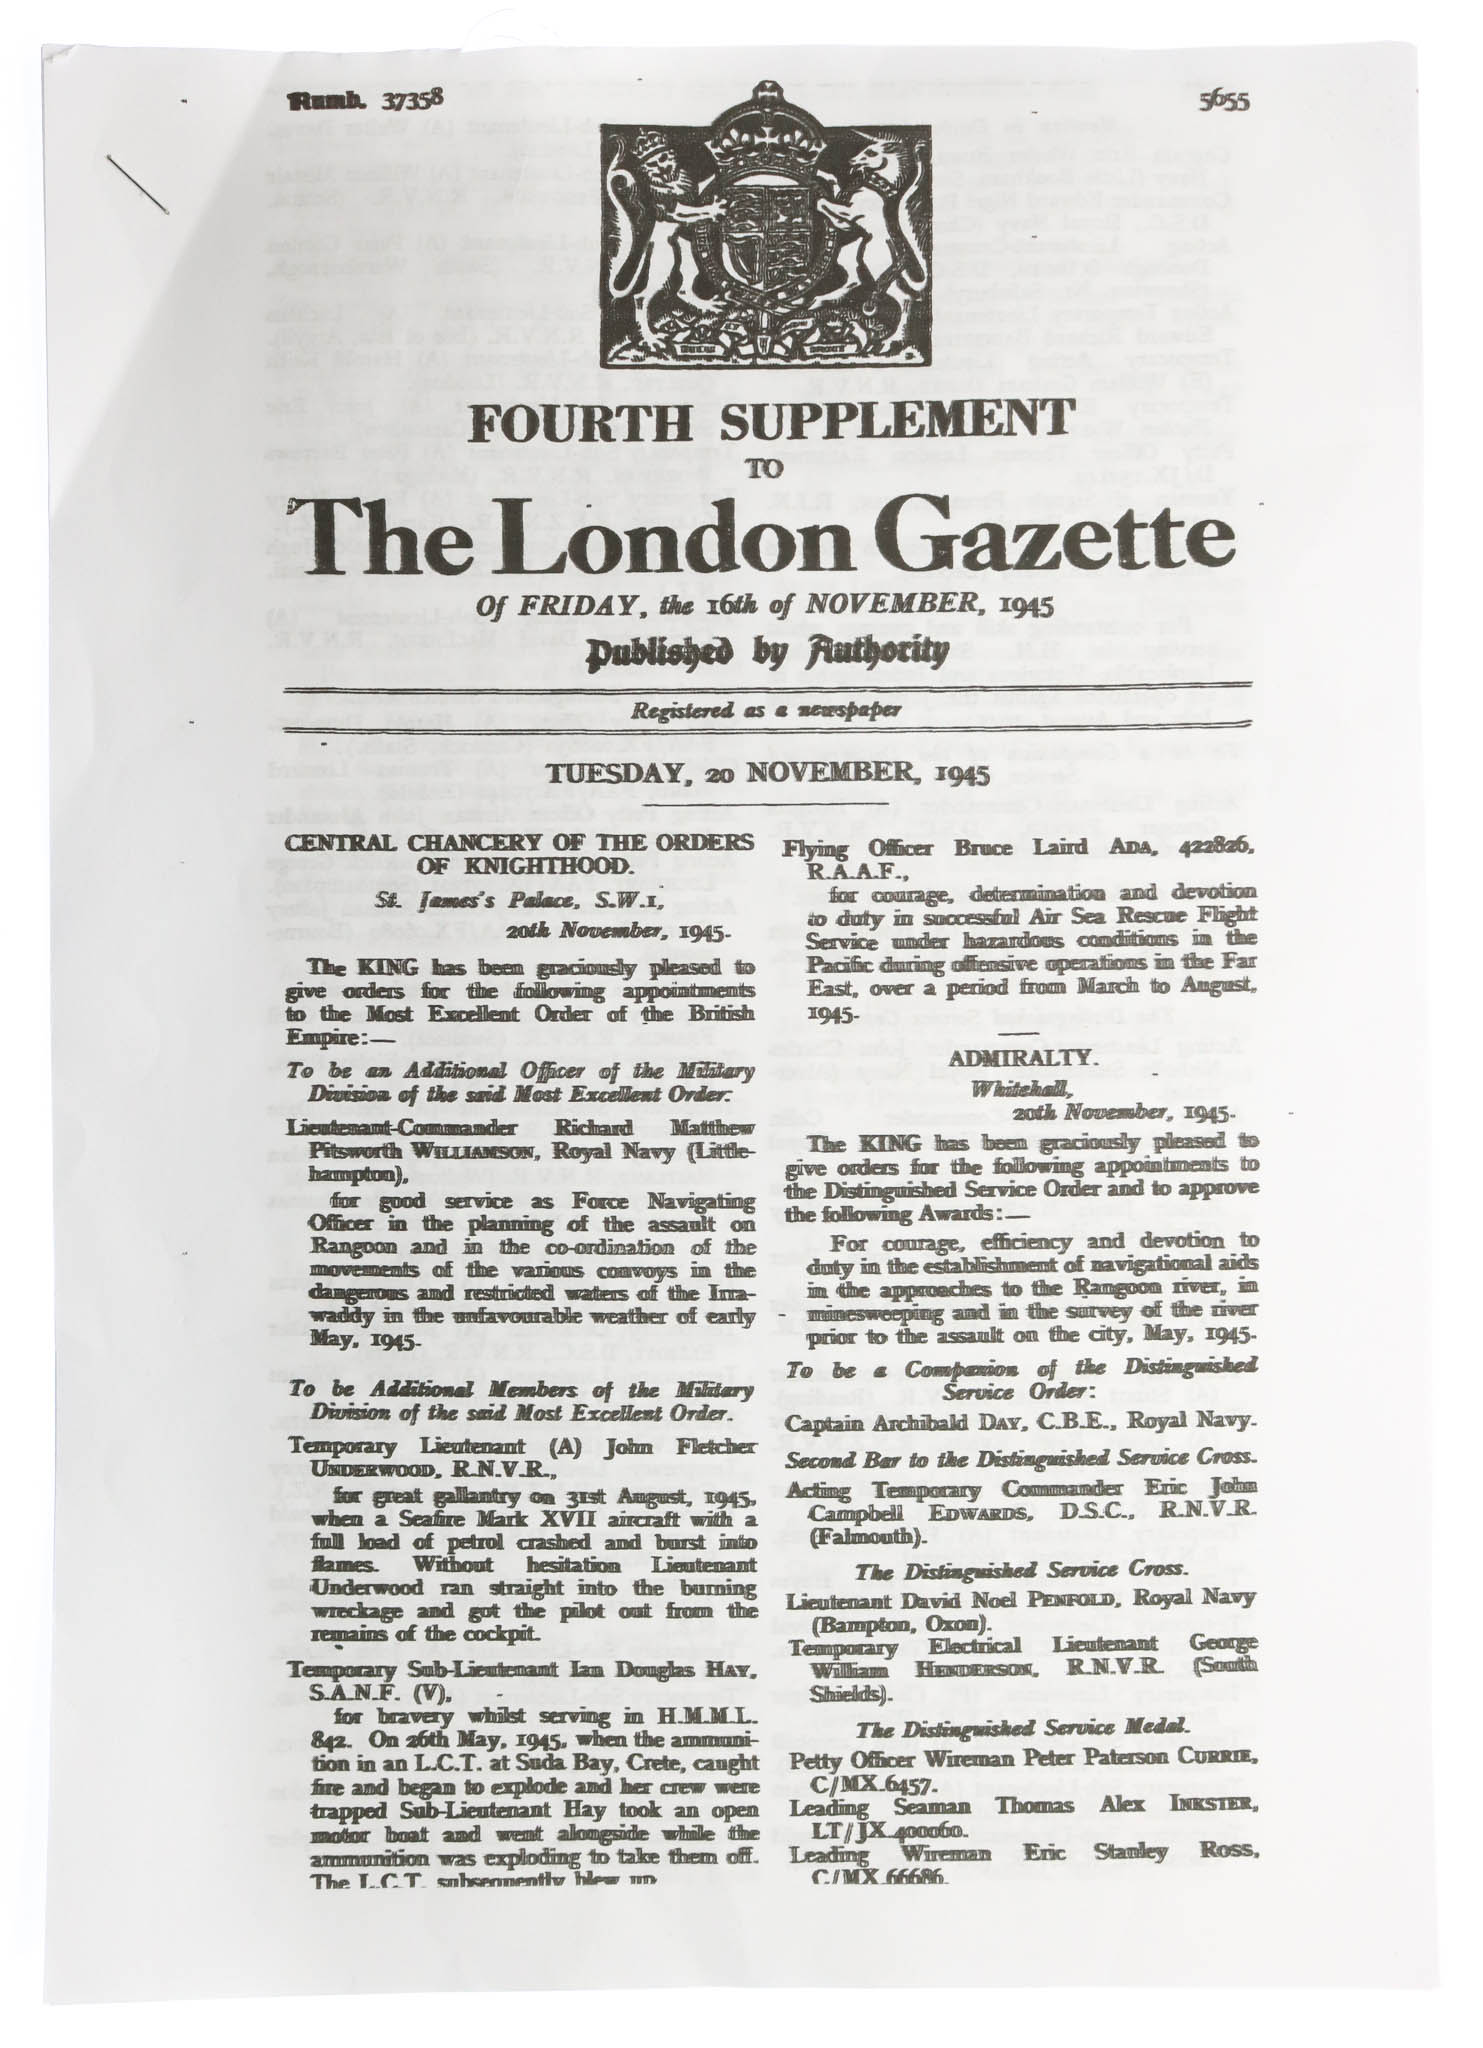 Numb. 37358
5655
FOURTH SUPPLEMENT
TO
The London Gazette
Of FRIDAY, the 16th of NOVEMBER, 1945
Published by Authority
Registered as a newspaper
TUESDAY, 20 NOVEMBER, 1945
CENTRAL CHANCERY OF THE ORDERS
OF KNIGHTHOOD.
St. James's Palace, S.W.1,
20th November, 1945.
The KING has been graciously pleased to
give orders for the following appointments
to the Most Excellent Order of the British
Empire:—
To be an Additional Officer of the Military
Division of the said Most Excellent Order:
Lieutenant-Commander Richard Matthew
Pitsworth WILLIAMSON, Royal Navy (Little-
hampton),
for good service as Force Navigating
Officer in the planning of the assault on
Rangoon and in the co-ordination of the
movements of the various convoys in the
dangerous and restricted waters of the Irra-
waddy in the unfavourable weather of early
May, 1945.
To be Additional Members of the Military
Division of the said Most Excellent Order.
Temporary Lieutenant (A) John Fletcher
UNDERWOOD, R.N.V.R.,
for great gallantry on 31st August, 1945,
when a Seafire Mark XVII aircraft with a
full load of petrol crashed and burst into
flames. Without hesitation Lieutenant
Underwood ran straight into the burning
wreckage and got the pilot out from the
remains of the cockpit.
Temporary Sub-Lieutenant Ian Douglas HAY,
S.A.N.F. (V),
for bravery whilst serving in H.M.M.L.
842. On 26th May, 1945, when the ammuni-
tion in an L.C.T. at Suda Bay, Crete, caught
fire and began to explode and her crew were
trapped Sub-Lieutenant Hay took an open
motor boat and went alongside while the
ammunition was exploding to take them off.
The L.C.T. subsequently blew up
Flying Officer Bruce Laird ADA, 422826,
R.A.A.F.,
for courage, determination and devotion
to duty in successful Air Sea Rescue Flight
Service under hazardous conditions in the
Pacific during offensive operations in the Far
East, over a period from March to August,
1945.
ADMIRALTY.
Whitehall,
20th November, 1945.
The KING has been graciously pleased to
give orders for the following appointments to
the Distinguished Service Order and to approve
the following Awards:—
For courage, efficiency and devotion to
duty in the establishment of navigational aids
in the approaches to the Rangoon river, in
minesweeping and in the survey of the river
prior to the assault on the city, May, 1945.
To be a Companion of the Distinguished
Service Order:
Captain Archibald DAY, C.B.E., Royal Navy.
Second Bar to the Distinguished Service Cross.
Acting Temporary Commander Eric John
Campbell EDWARDS, D.S.C., R.N.V.R.
(Falmouth).
The Distinguished Service Cross.
Lieutenant David Noel PENFOLD, Royal Navy
(Bampton, Oxon).
Temporary Electrical Lieutenant George
William HENDERSON, R.N.V.R. (South
Shields).
The Distinguished Service Medal.
Petty Officer Wireman Peter Paterson CURRIE,
C/MX.6457.
Leading Seaman Thomas Alex INKSTER,
LT/JX.400060.
Leading Wireman Eric Stanley Ross,
C/MX.66686.